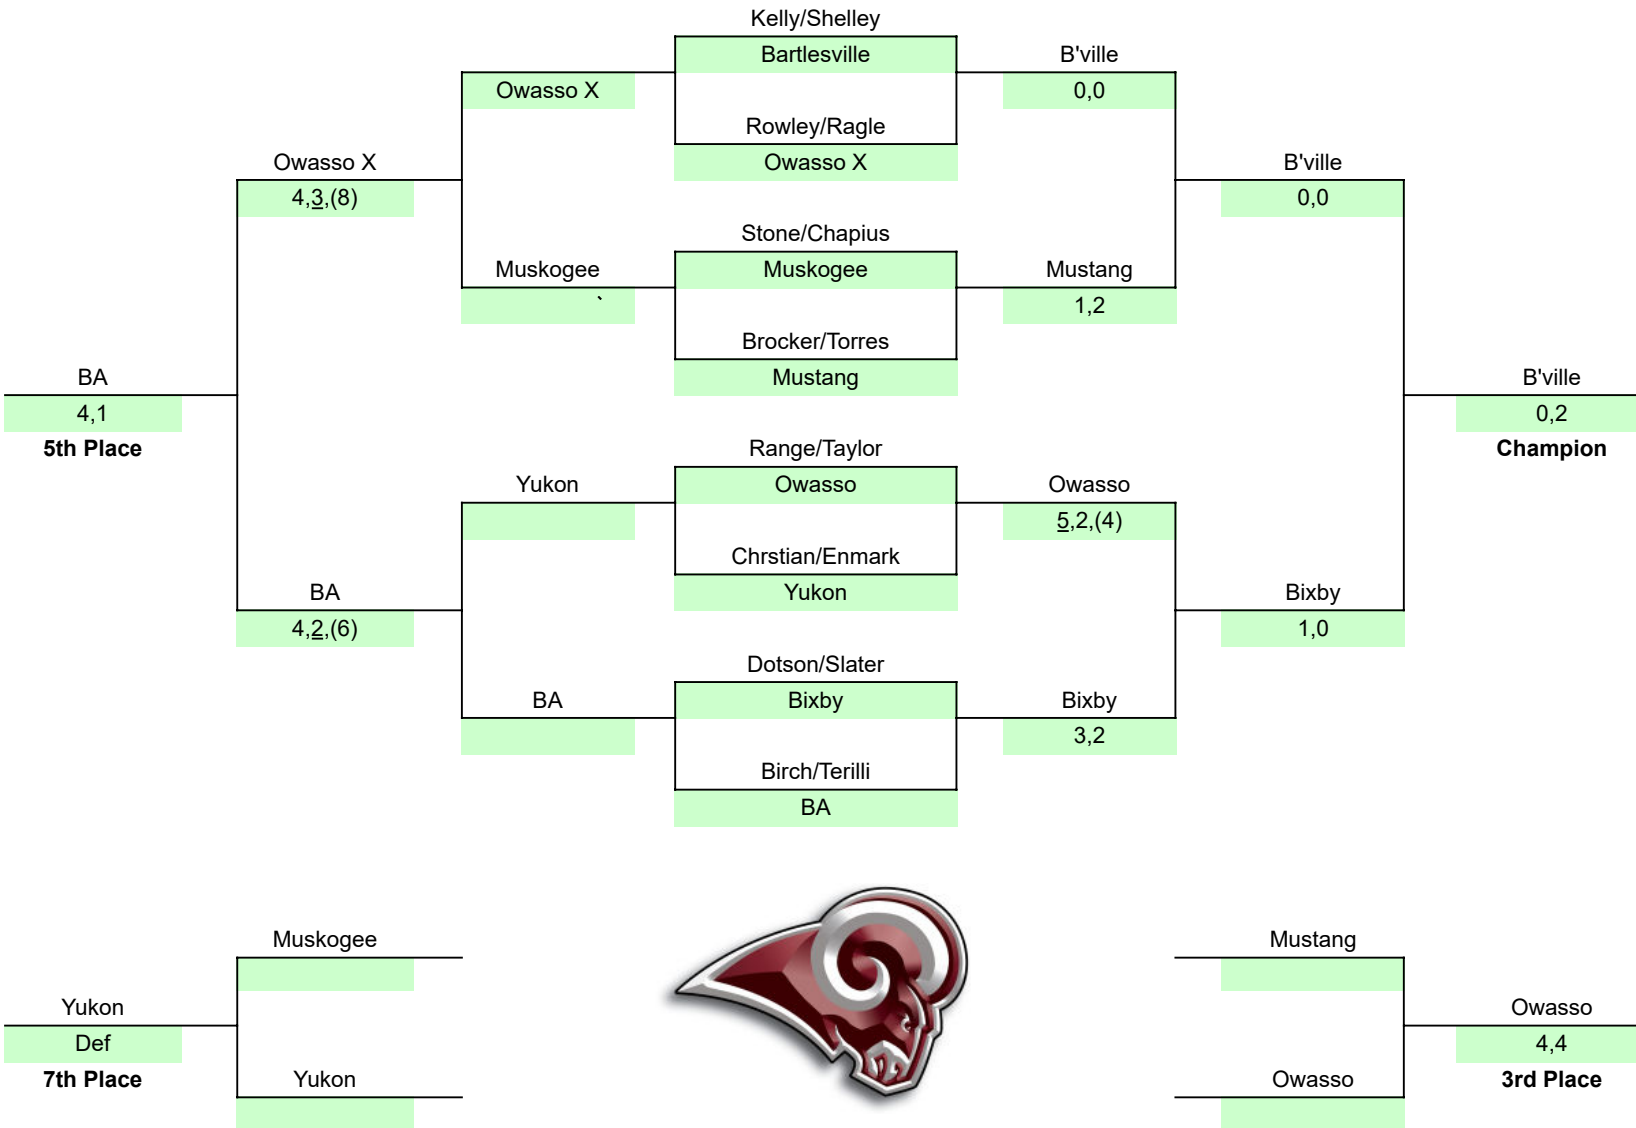 Kelly/Shelley
Bartlesville
B'ville
Owasso X
0,0
Rowley/Ragle
Owasso X
Owasso X
B'ville
4,3,(8)
0,0
Stone/Chapius
Muskogee
Muskogee
Mustang
`
1,2
Brocker/Torres
Mustang
BA
B'ville
4,1
0,2
5th Place
Champion
Range/Taylor
Yukon
Owasso
Owasso
5,2,(4)
Chrstian/Enmark
Yukon
BA
Bixby
4,2,(6)
1,0
Dotson/Slater
BA
Bixby
Bixby
3,2
Birch/Terilli
BA
Muskogee
Mustang
Yukon
Owasso
Def
4,4
7th Place
Yukon
Owasso
3rd Place